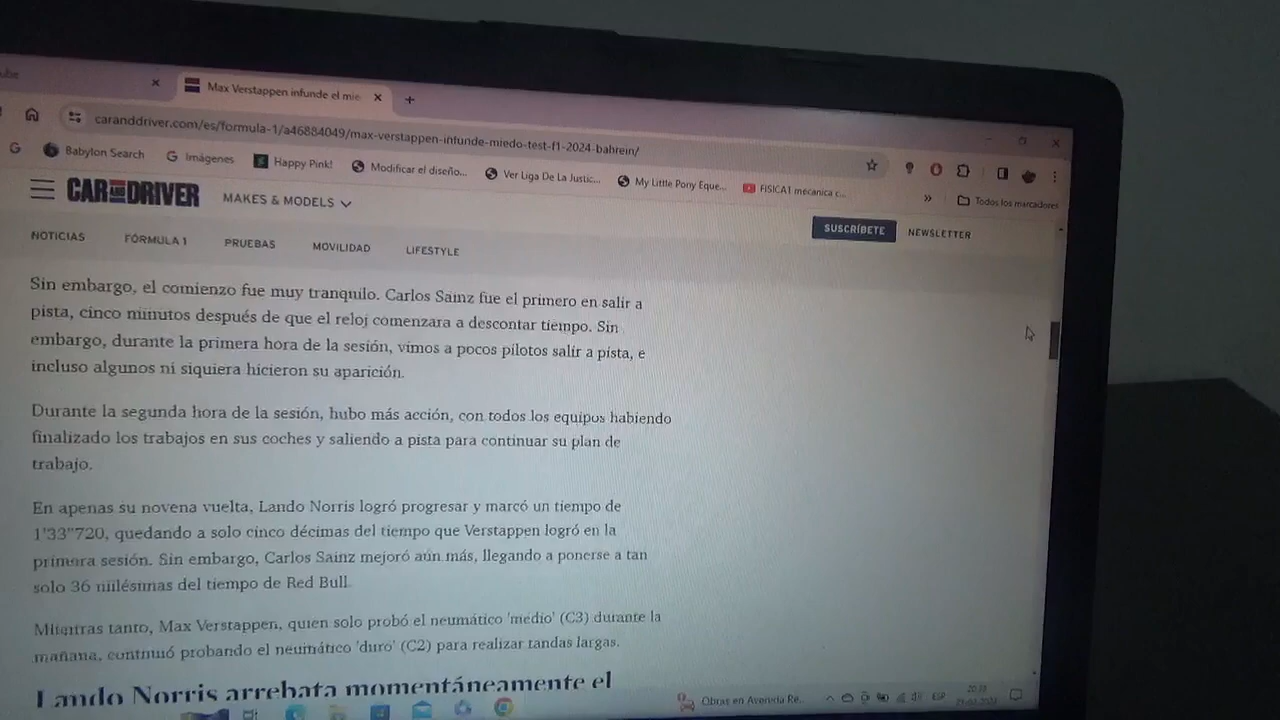 ube
Max Verstappen infunde el mie
caranddriver.com/es/formula-1/a46884049/max-verstappen-infunde-miedo-test-f1-2024-bahrein/
Babylon Search
Imágenes
Happy Pink!
Modificar el diseño...
Ver Liga De La Justic...
My Little Pony Eque...
FISICA1 mecanica c...
Todos los marcadores
CAR AND DRIVER
MAKES & MODELS
SUSCRÍBETE
NEWSLETTER
NOTICIAS
FÓRMULA 1
PRUEBAS
MOVILIDAD
LIFESTYLE
Sin embargo, el comienzo fue muy tranquilo. Carlos Sainz fue el primero en salir a
pista, cinco minutos después de que el reloj comenzara a descontar tiempo. Sin
embargo, durante la primera hora de la sesión, vimos a pocos pilotos salir a pista, e
incluso algunos ni siquiera hicieron su aparición.
Durante la segunda hora de la sesión, hubo más acción, con todos los equipos habiendo
finalizado los trabajos en sus coches y saliendo a pista para continuar su plan de
trabajo.
En apenas su novena vuelta, Lando Norris logró progresar y marcó un tiempo de
1'33"720, quedando a solo cinco décimas del tiempo que Verstappen logró en la
primera sesión. Sin embargo, Carlos Sainz mejoró aún más, llegando a ponerse a tan
solo 36 milésimas del tiempo de Red Bull.
Mientras tanto, Max Verstappen, quien solo probó el neumático 'medio' (C3) durante la
mañana, continuó probando el neumático 'duro' (C2) para realizar tandas largas.
Lando Norris arrebata momentáneamente el
Obras en Avenida Re...
ESP